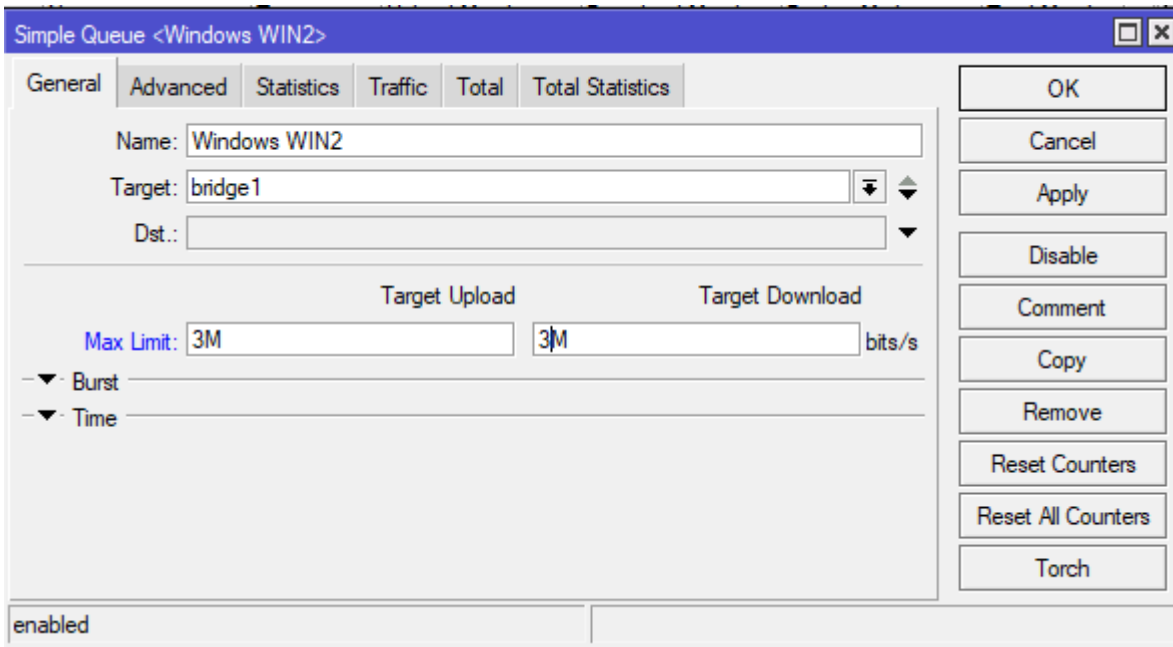 Simple Queue <Windows WIN2>
General Advanced Statistics Traffic Total Total Statistics
Name: Windows WIN2
Target: bridge1
Dst.:
Target Upload Target Download
Max Limit: 3M 3M bits/s
Burst
Time
OK
Cancel
Apply
Disable
Comment
Copy
Remove
Reset Counters
Reset All Counters
Torch
enabled